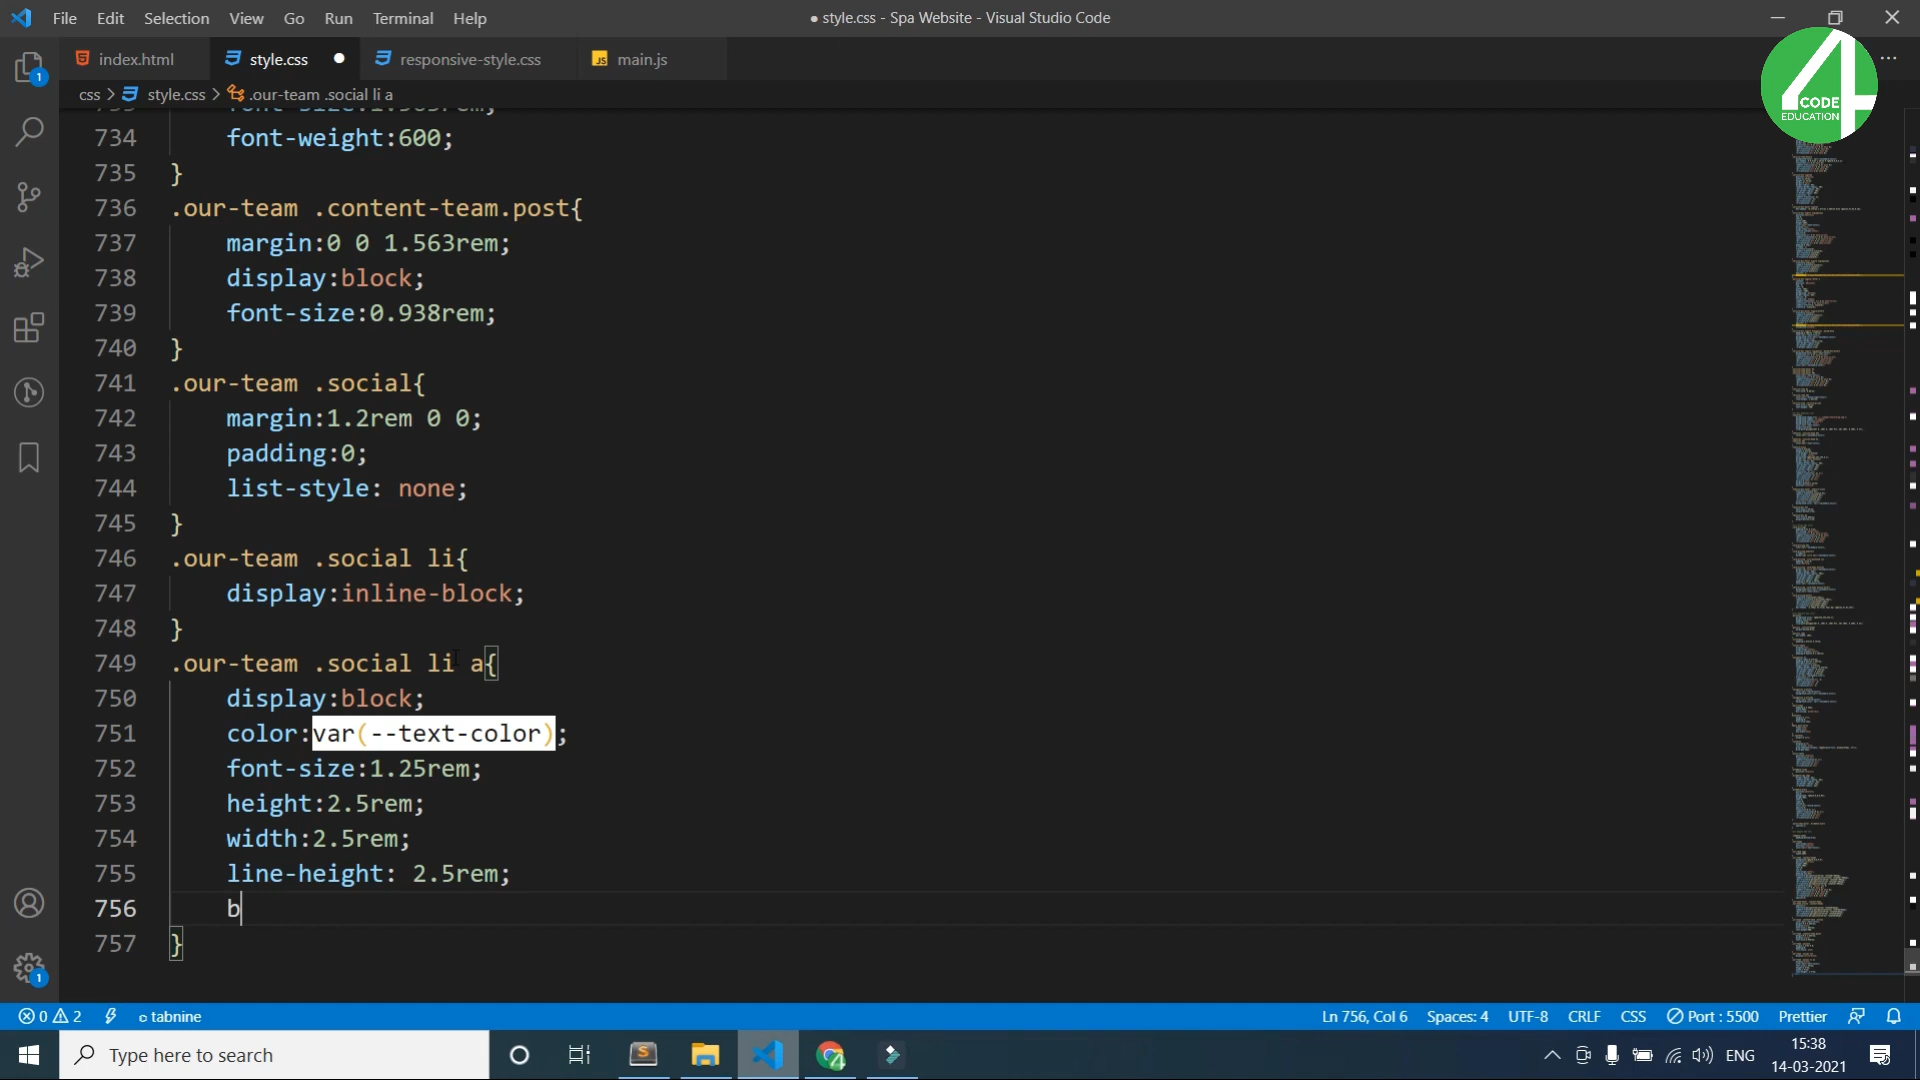 File Edit Selection View Go Run Terminal Help
● style.css - Spa Website - Visual Studio Code
index.html style.css ● responsive-style.css JS main.js
4 CODE EDUCATION
css > style.css > .our-team .social li a
734 font-weight:600;
735 }
736 .our-team .content-team.post{
737 margin:0 0 1.563rem;
738 display:block;
739 font-size:0.938rem;
740 }
741 .our-team .social{
742 margin:1.2rem 0 0;
743 padding:0;
744 list-style: none;
745 }
746 .our-team .social li{
747 display:inline-block;
748 }
749 .our-team .social li a{
750 display:block;
751 color:var(--text-color);
752 font-size:1.25rem;
753 height:2.5rem;
754 width:2.5rem;
755 line-height: 2.5rem;
756 b
757 }
0 2 tabnine Ln 756, Col 6 Spaces: 4 UTF-8 CRLF CSS Port : 5500 Prettier
Type here to search
ENG
15:38
14-03-2021